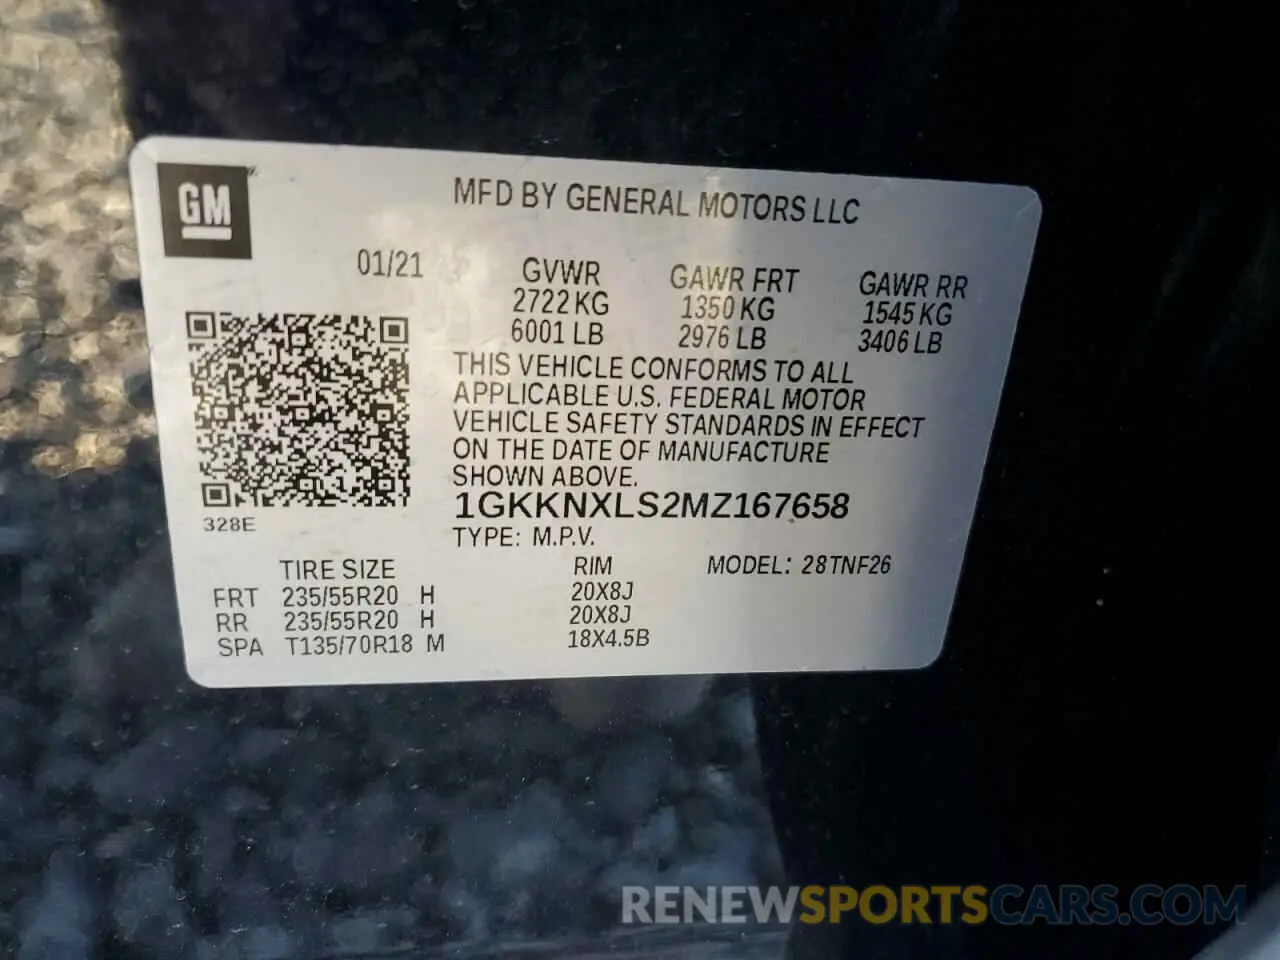 GM
MFD BY GENERAL MOTORS LLC
01/21
GVWR GAWR FRT GAWR RR
2722 KG 1350 KG 1545 KG
6001 LB 2976 LB 3406 LB
THIS VEHICLE CONFORMS TO ALL
APPLICABLE U.S. FEDERAL MOTOR
VEHICLE SAFETY STANDARDS IN EFFECT
ON THE DATE OF MANUFACTURE
SHOWN ABOVE.
1GKKNXLS2MZ167658
328E
TYPE: M.P.V.
TIRE SIZE RIM MODEL: 28TNF26
FRT 235/55R20 H 20X8J
RR 235/55R20 H 20X8J
SPA T135/70R18 M 18X4.5B
RENEWSPORTSCARS.COM